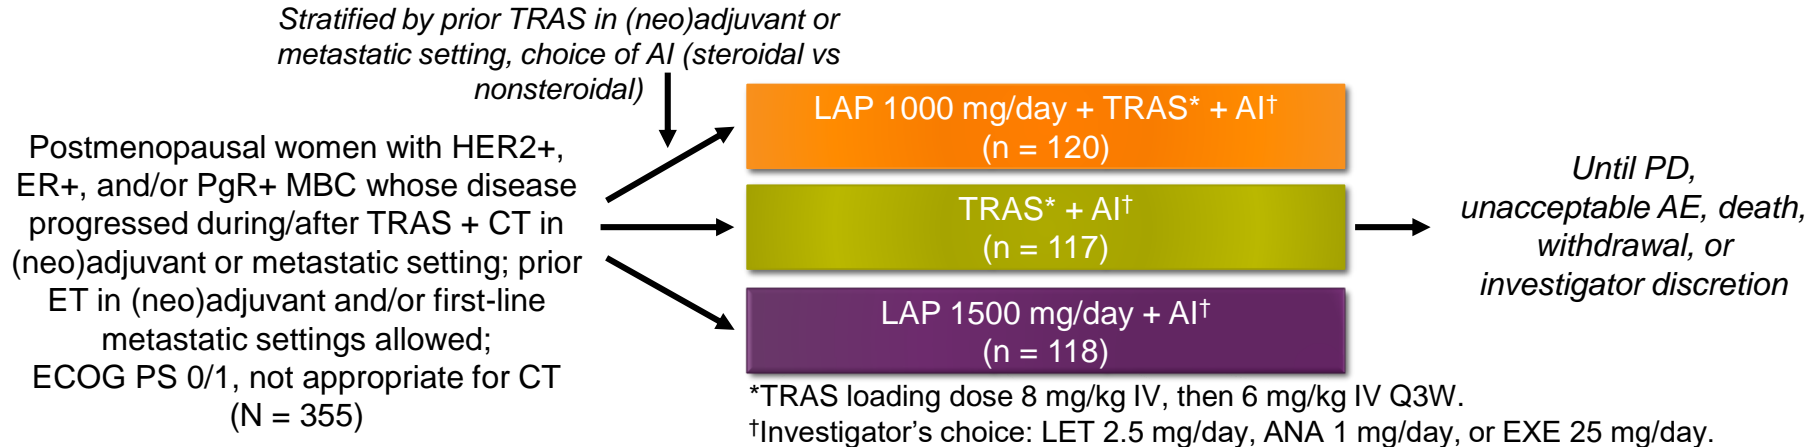 Stratified by prior TRAS in (neo)adjuvant or
metastatic setting, choice of AI (steroidal vs
nonsteroidal)
Postmenopausal women with HER2+,
ER+, and/or PgR+ MBC whose disease
progressed during/after TRAS + CT in
(neo)adjuvant or metastatic setting; prior
ET in (neo)adjuvant and/or first-line
metastatic settings allowed;
ECOG PS 0/1, not appropriate for CT
(N = 355)
LAP 1000 mg/day + TRAS* + AI†
(n = 120)
TRAS* + AI†
(n = 117)
LAP 1500 mg/day + AI†
(n = 118)
Until PD,
unacceptable AE, death,
withdrawal, or
investigator discretion
*TRAS loading dose 8 mg/kg IV, then 6 mg/kg IV Q3W.
†Investigator's choice: LET 2.5 mg/day, ANA 1 mg/day, or EXE 25 mg/day.